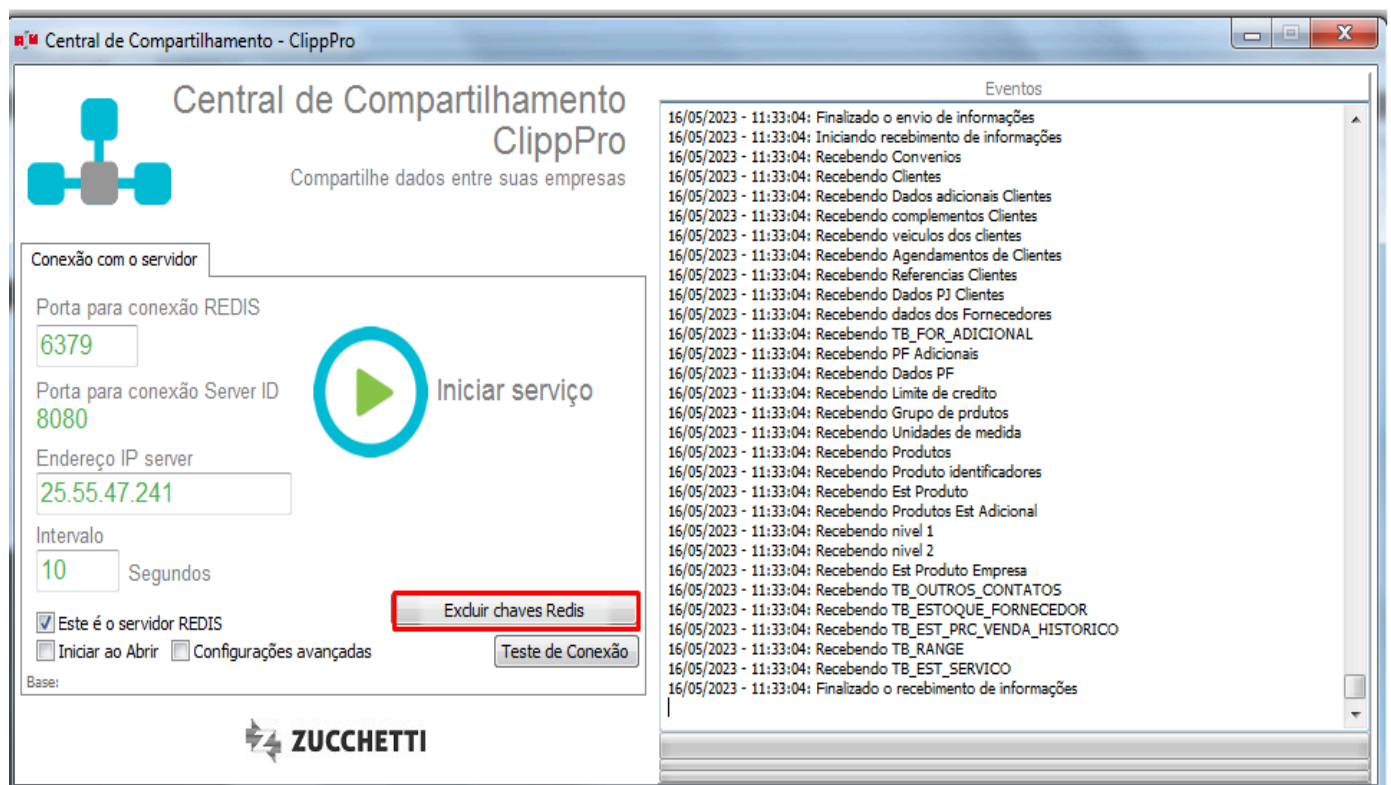 Central de Compartilhamento - ClippPro
Central de Compartilhamento
ClippPro
Compartilhe dados entre suas empresas
Conexão com o servidor
Porta para conexão REDIS
6379
Porta para conexão Server ID
8080
Iniciar serviço
Endereço IP server
25.55.47.241
Intervalo
10 Segundos
Excluir chaves Redis
Este é o servidor REDIS
Iniciar ao Abrir Configurações avançadas
Teste de Conexão
Base:
ZUCCHETTI
Eventos
16/05/2023 - 11:33:04: Finalizado o envio de informações
16/05/2023 - 11:33:04: Iniciando recebimento de informações
16/05/2023 - 11:33:04: Recebendo Convenios
16/05/2023 - 11:33:04: Recebendo Clientes
16/05/2023 - 11:33:04: Recebendo Dados adicionais Clientes
16/05/2023 - 11:33:04: Recebendo complementos Clientes
16/05/2023 - 11:33:04: Recebendo veiculos dos clientes
16/05/2023 - 11:33:04: Recebendo Agendamentos de Clientes
16/05/2023 - 11:33:04: Recebendo Referencias Clientes
16/05/2023 - 11:33:04: Recebendo Dados PJ Clientes
16/05/2023 - 11:33:04: Recebendo dados dos Fornecedores
16/05/2023 - 11:33:04: Recebendo TB_FOR_ADICIONAL
16/05/2023 - 11:33:04: Recebendo PF Adicionais
16/05/2023 - 11:33:04: Recebendo Dados PF
16/05/2023 - 11:33:04: Recebendo Limite de credito
16/05/2023 - 11:33:04: Recebendo Grupo de prdutos
16/05/2023 - 11:33:04: Recebendo Unidades de medida
16/05/2023 - 11:33:04: Recebendo Produtos
16/05/2023 - 11:33:04: Recebendo Produto identificadores
16/05/2023 - 11:33:04: Recebendo Est Produto
16/05/2023 - 11:33:04: Recebendo Produtos Est Adicional
16/05/2023 - 11:33:04: Recebendo nivel 1
16/05/2023 - 11:33:04: Recebendo nivel 2
16/05/2023 - 11:33:04: Recebendo Est Produto Empresa
16/05/2023 - 11:33:04: Recebendo TB_OUTROS_CONTATOS
16/05/2023 - 11:33:04: Recebendo TB_ESTOQUE_FORNECEDOR
16/05/2023 - 11:33:04: Recebendo TB_EST_PRC_VENDA_HISTORICO
16/05/2023 - 11:33:04: Recebendo TB_RANGE
16/05/2023 - 11:33:04: Recebendo TB_EST_SERVICO
16/05/2023 - 11:33:04: Finalizado o recebimento de informações